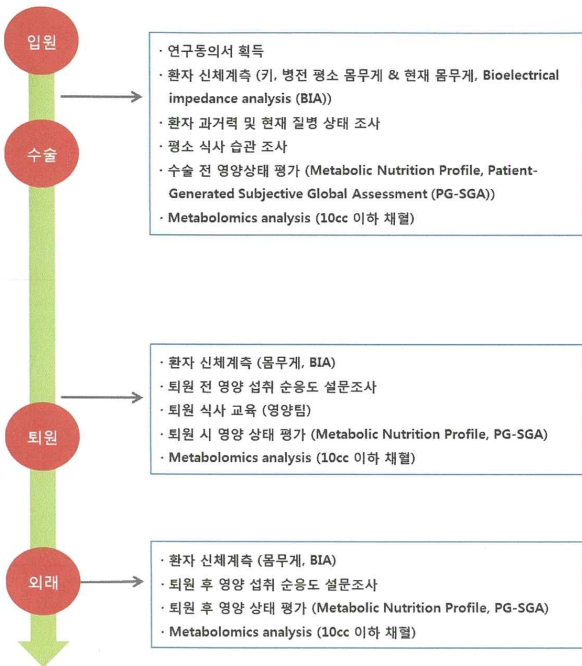 입원
· 연구동의서 획득
· 환자 신체계측 (키, 병전 평소 몸무게 & 현재 몸무게, Bioelectrical
impedance analysis (BIA))
· 환자 과거력 및 현재 질병 상태 조사
· 평소 식사 습관 조사
· 수술 전 영양상태 평가 (Metabolic Nutrition Profile, Patient-
Generated Subjective Global Assessment (PG-SGA))
· Metabolomics analysis (10cc 이하 채혈)
수술
· 환자 신체계측 (몸무게, BIA)
· 퇴원 전 영양 섭취 순응도 설문조사
· 퇴원 식사 교육 (영양팀)
· 퇴원 시 영양 상태 평가 (Metabolic Nutrition Profile, PG-SGA)
· Metabolomics analysis (10cc 이하 채혈)
퇴원
외래
· 환자 신체계측 (몸무게, BIA)
· 퇴원 후 영양 섭취 순응도 설문조사
· 퇴원 후 영양 상태 평가 (Metabolic Nutrition Profile, PG-SGA)
· Metabolomics analysis (10cc 이하 채혈)